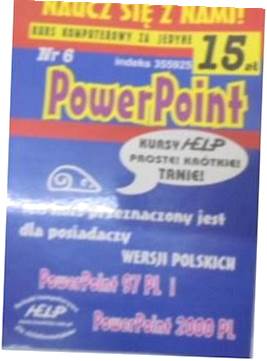 NAUCZ SIĘ Z NAMI!
KURS KOMPUTEROWY ZA JEDYNE 15 zł
Nr 6 indeks 355925
PowerPoint
KURSY HELP
PROSTE! KRÓTKIE!
TANIE!
przeznaczony jest
dla posiadaczy
WERSJI POLSKICH
PowerPoint 97 PL !
HELP
PowerPoint 2000 PL